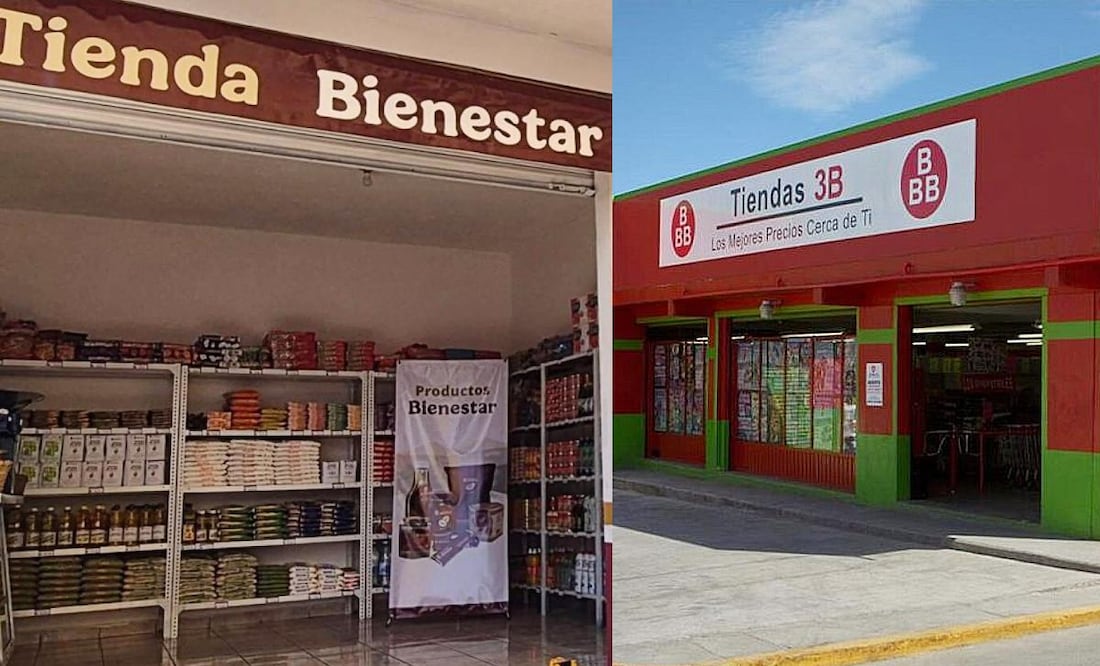 Tienda Bienestar
Productos
Bienestar
B
BB
Tiendas 3B
Los Mejores Precios Cerca de Ti
B
BB